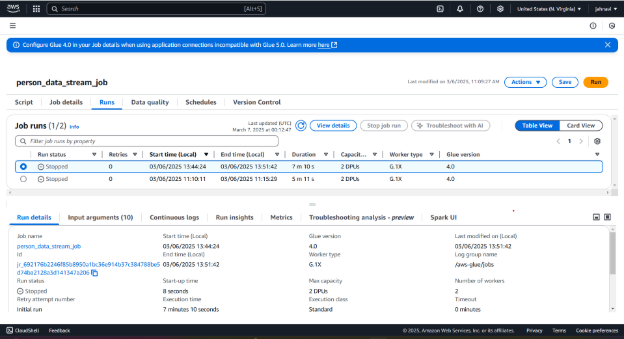 aws Search [Alt+S] United States (N. Virginia) jahnavi
Configure Glue 4.0 in your Job details when using application connections incompatible with Glue 5.0. Learn more here
person_data_stream_job Last modified on 3/6/2025, 11:09:27 AM Actions Save Run
Script Job details Runs Data quality Schedules Version Control
Job runs (1/2) Info Last updated (UTC) View details Stop job run Troubleshoot with AI Table View Card View
March 7, 2025 at 00:12:47
Filter job runs by property 1
Run status Retries Start time (Local) End time (Local) Duration Capacit... Worker type Glue version
Stopped 0 03/06/2025 13:44:24 03/06/2025 13:51:42 7 m 10 s 2 DPUs G.1X 4.0
Stopped 0 03/06/2025 11:10:11 03/06/2025 11:15:29 5 m 11 s 2 DPUs G.1X 4.0
Run details Input arguments (10) Continuous logs Run insights Metrics Troubleshooting analysis - preview Spark UI
Job name Start time (Local) Glue version Last modified on (Local)
person_data_stream_job 03/06/2025 13:44:24 4.0 03/06/2025 13:51:42
Id End time (Local) Worker type Log group name
03/06/2025 13:51:42 G.1X /aws-glue/jobs
Run status Start-up time Max capacity Number of workers
Stopped 8 seconds 2 DPUs 2
Retry attempt number Execution time Execution class Timeout
Initial run 7 minutes 10 seconds Standard 0 minutes
CloudShell Feedback © 2025, Amazon Web Services, Inc. or its affiliates. Privacy Terms Cookie preferences